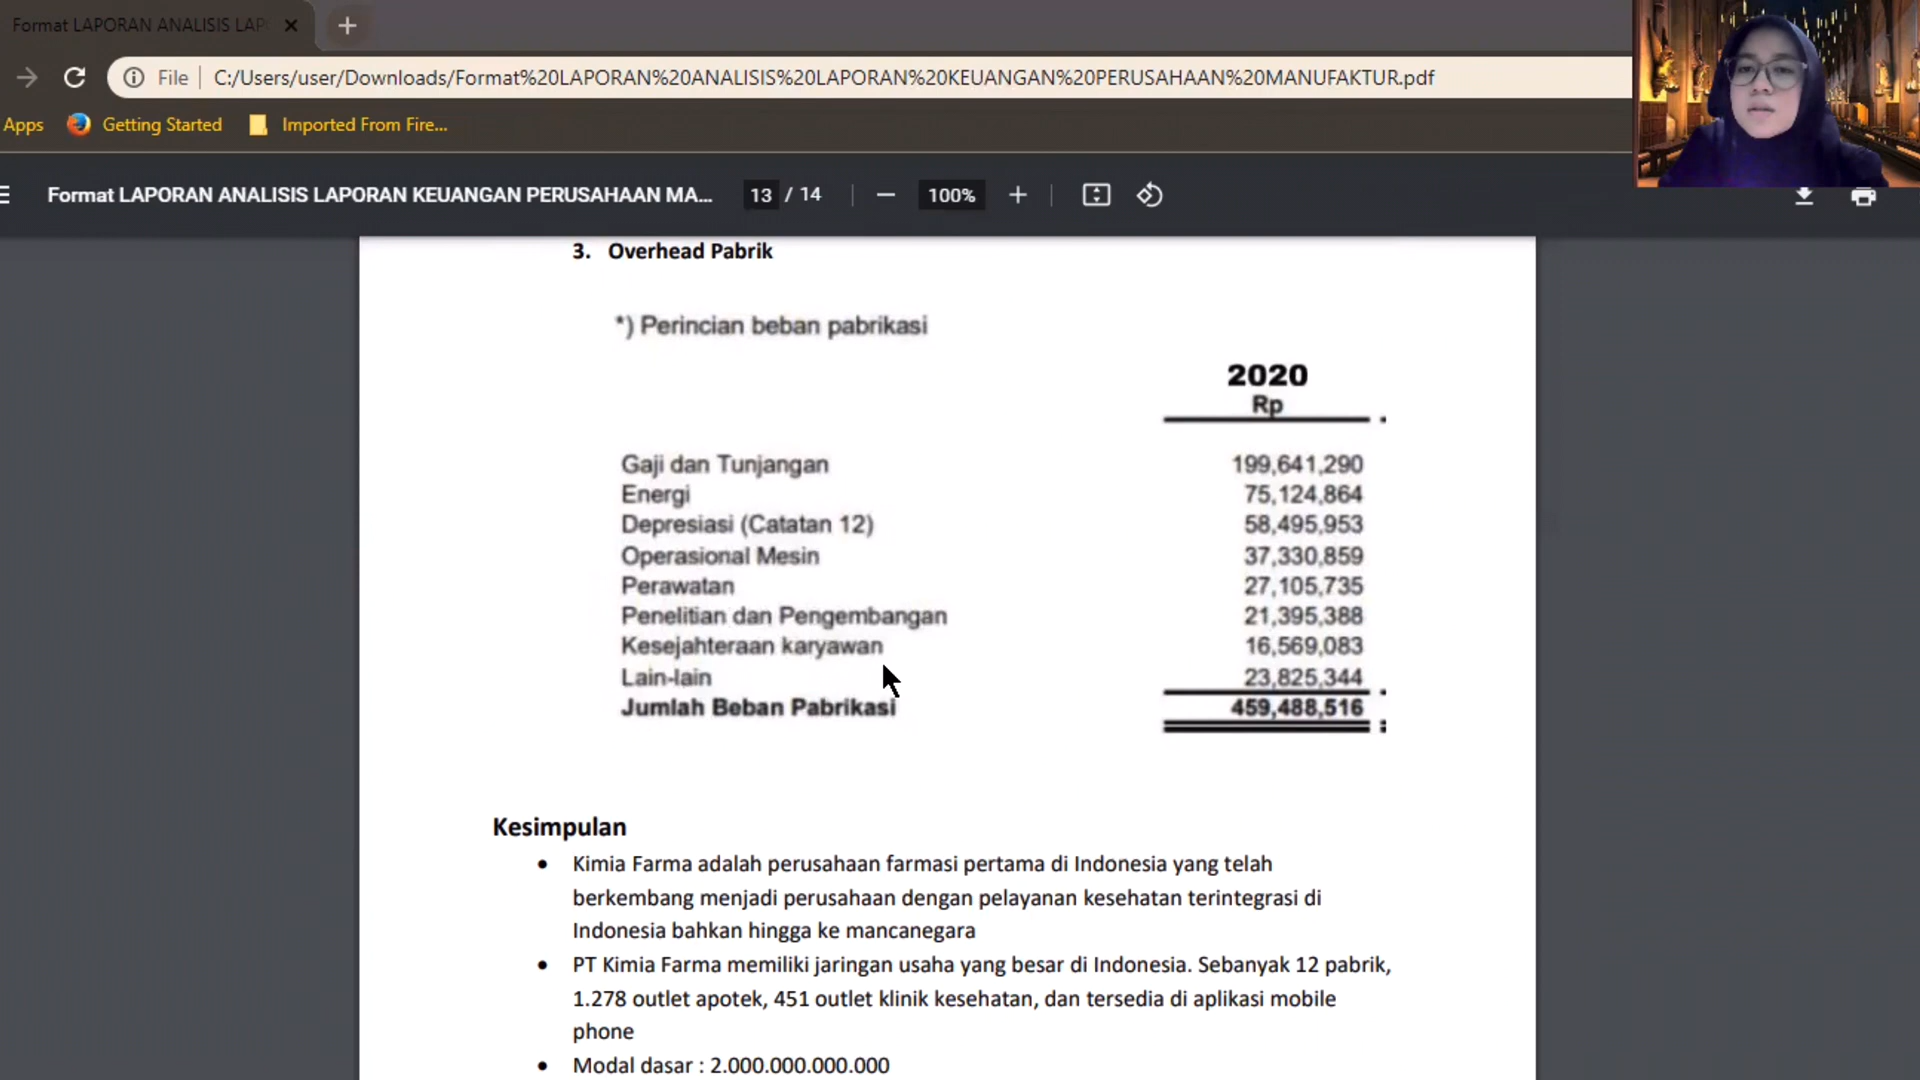 Format LAPORAN ANALISIS LAP
File C:/Users/user/Downloads/Format%20LAPORAN%20ANALISIS%20LAPORAN%20KEUANGAN%20PERUSAHAAN%20MANUFAKTUR.pdf
Apps Getting Started Imported From Fire...
Format LAPORAN ANALISIS LAPORAN KEUANGAN PERUSAHAAN MA... 13 / 14 100%
3. Overhead Pabrik
*) Perincian beban pabrikasi
2020
Rp
Gaji dan Tunjangan 199,641,290
Energi 75,124,864
Depresiasi (Catatan 12) 58,495,953
Operasional Mesin 37,330,859
Perawatan 27,105,735
Penelitian dan Pengembangan 21,395,388
Kesejahteraan karyawan 16,569,083
Lain-lain 23,825,344
Jumlah Beban Pabrikasi 459,488,516
Kesimpulan
• Kimia Farma adalah perusahaan farmasi pertama di Indonesia yang telah
berkembang menjadi perusahaan dengan pelayanan kesehatan terintegrasi di
Indonesia bahkan hingga ke mancanegara
• PT Kimia Farma memiliki jaringan usaha yang besar di Indonesia. Sebanyak 12 pabrik,
1.278 outlet apotek, 451 outlet klinik kesehatan, dan tersedia di aplikasi mobile
phone
• Modal dasar : 2.000.000.000.000